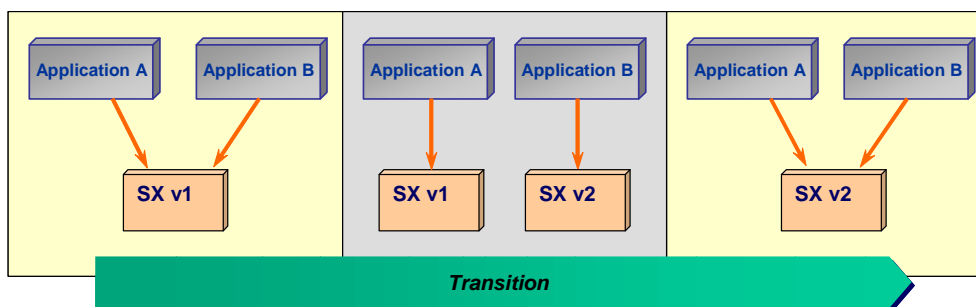 Application A
Application B
SX v1
Application A
Application B
SX v1
SX v2
Application A
Application B
SX v2
Transition